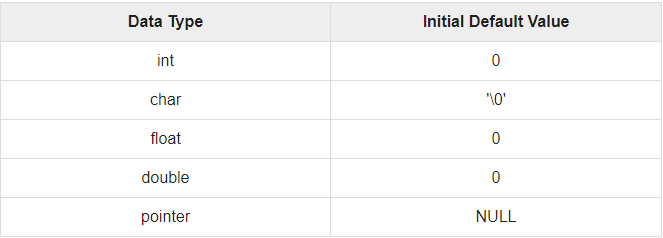 Data Type Initial Default Value
int 0
char '\0'
float 0
double 0
pointer NULL